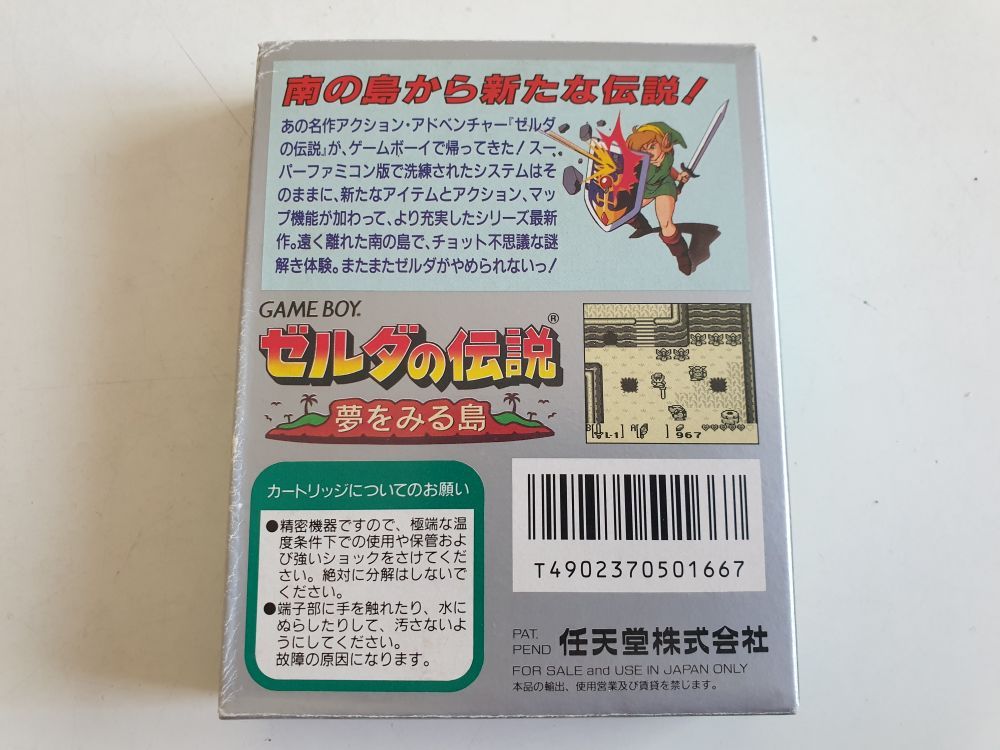 南の島から新たな伝説!
あの名作アクション・アドベンチャー『ゼルダ
の伝説』が、ゲームボーイで帰ってきた!スー
パーファミコン版で洗練されたシステムはそ
のままに、新たなアイテムとアクション、マッ
プ機能が加わって、より充実したシリーズ最新
作。遠く離れた南の島で、チョット不思議な謎
解き体験。またまたゼルダがやめられないっ!
GAME BOY
ゼルダの伝説®
夢をみる島
B[ L-1] A[ ] 967
カートリッジについてのお願い
●精密機器ですので、極端な温
度条件下での使用や保管およ
び強いショックをさけてくだ
さい。絶対に分解はしないで
ください。
●端子部に手を触れたり、水に
ぬらしたりして、汚さないよ
うにしてください。
故障の原因になります。
T4902370501667
PAT.
PEND 任天堂株式会社
FOR SALE and USE IN JAPAN ONLY
本品の輸出、使用営業及び賃貸を禁じます。